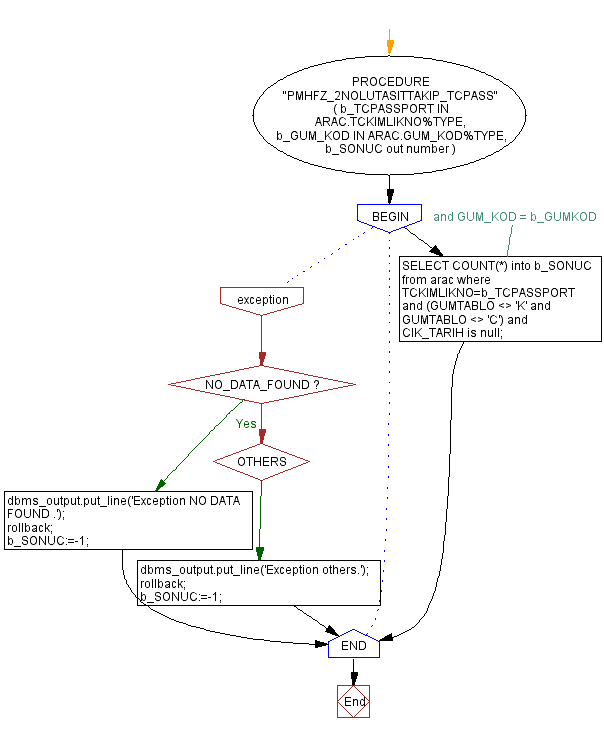 PROCEDURE
"PMHFZ_2NOLUTASITTAKIP_TCPASS"
( b_TCPASSPORT IN
ARAC.TCKIMLIKNO%TYPE,
b_GUM_KOD IN ARAC.GUM_KOD%TYPE,
b_SONUC out number )
BEGIN
and GUM_KOD = b_GUMKOD
SELECT COUNT(*) into b_SONUC
from arac where
TCKIMLIKNO=b_TCPASSPORT
and (GUMTABLO <> 'K' and
GUMTABLO <> 'C') and
CIK_TARIH is null;
exception
NO_DATA_FOUND ?
Yes
OTHERS
dbms_output.put_line('Exception NO DATA
FOUND .');
rollback;
b_SONUC:=-1;
dbms_output.put_line('Exception others.');
rollback;
b_SONUC:=-1;
END
End